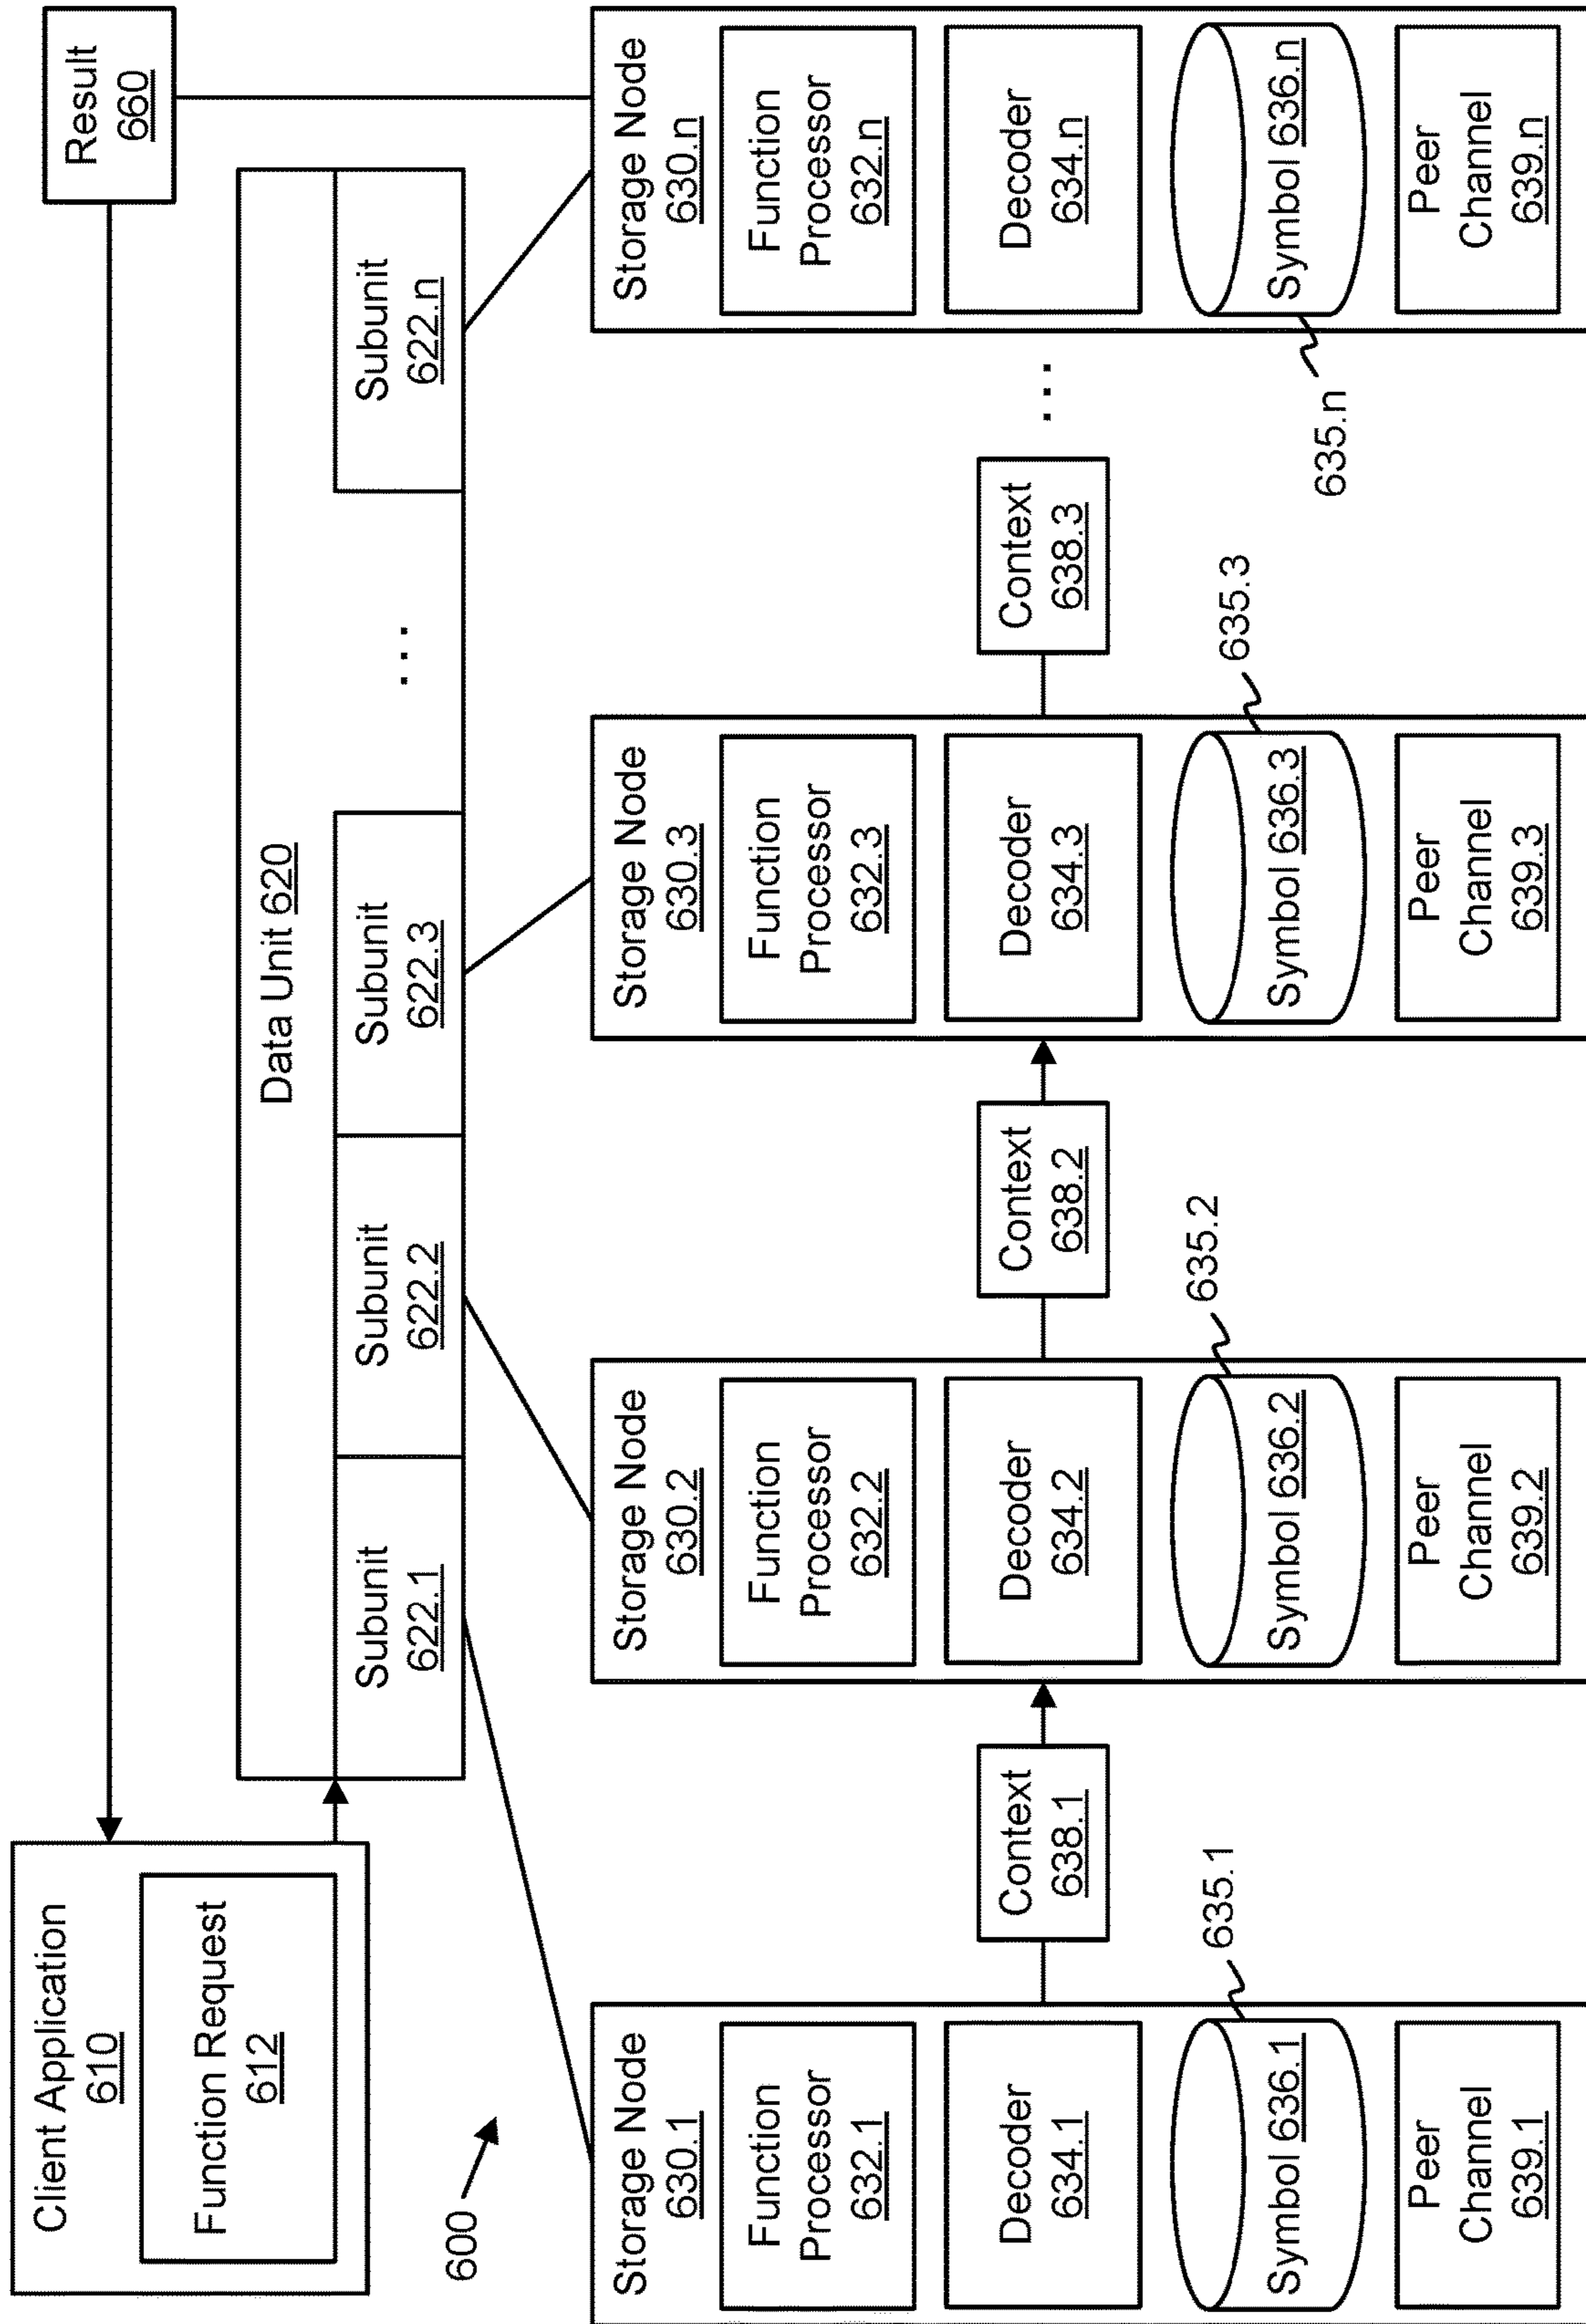 Client Application
610
Function Request
612
Result
660
Data Unit 620
Subunit
622.1
Subunit
622.2
Subunit
622.3
...
Subunit
622.n
600
Storage Node
630.1
Function
Processor
632.1
Decoder
634.1
Symbol 636.1
635.1
Peer
Channel
639.1
Context
638.1
Storage Node
630.2
Function
Processor
632.2
Decoder
634.2
Symbol 636.2
635.2
Peer
Channel
639.2
Context
638.2
Storage Node
630.3
Function
Processor
632.3
Decoder
634.3
Symbol 636.3
635.3
Peer
Channel
639.3
Context
638.3
...
Storage Node
630.n
Function
Processor
632.n
Decoder
634.n
Symbol 636.n
635.n
Peer
Channel
639.n